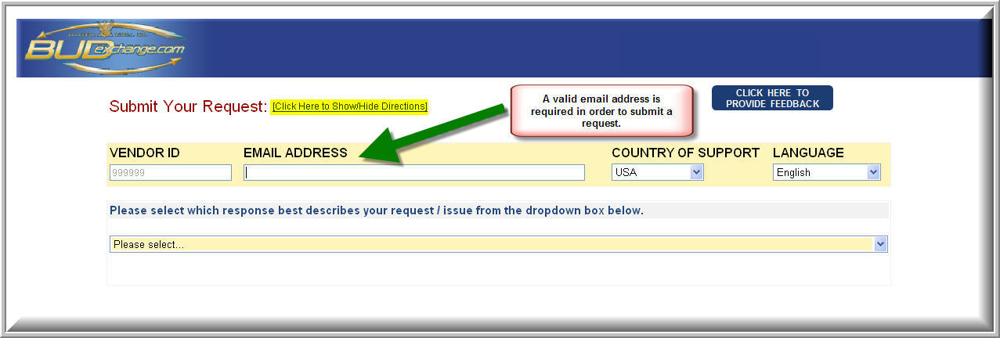 BUDexchange.com
Submit Your Request: [Click Here to Show/Hide Directions]
A valid email address is
required in order to submit a
request.
CLICK HERE TO
PROVIDE FEEDBACK
VENDOR ID EMAIL ADDRESS COUNTRY OF SUPPORT LANGUAGE
999999 USA English
Please select which response best describes your request / issue from the dropdown box below.
Please select...